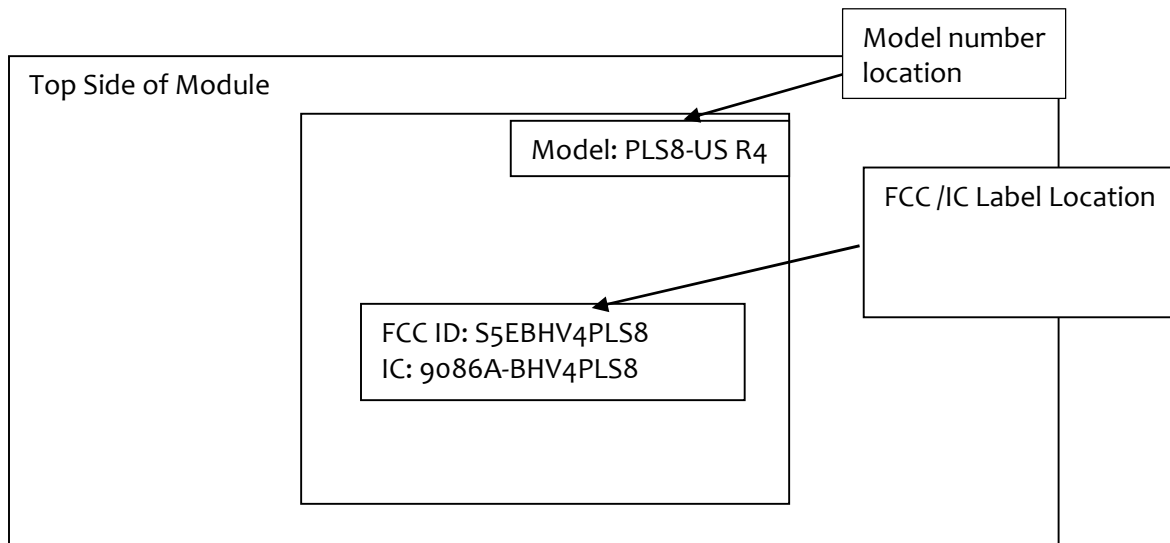 Model number
location
Top Side of Module
Model: PLS8-US R4
FCC /IC Label Location
FCC ID: S5EBHV4PLS8
IC: 9086A-BHV4PLS8